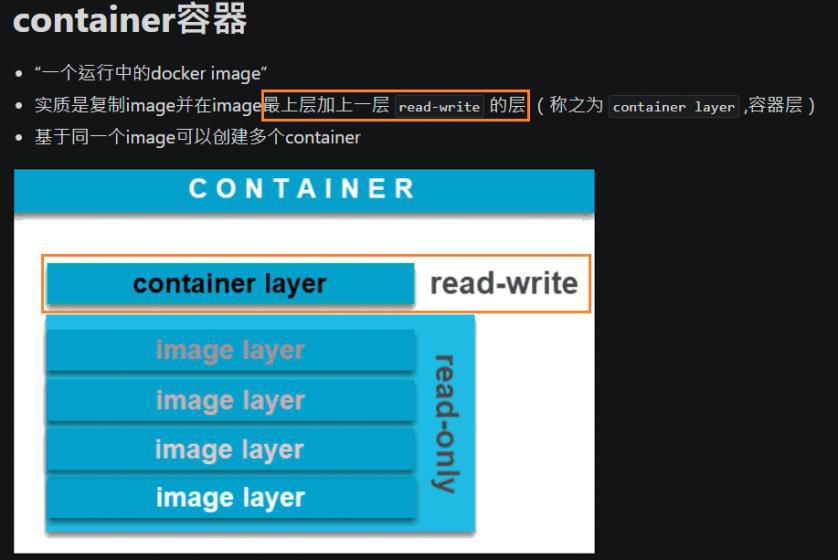 container容器
“一个运行中的docker image”
实质是复制image并在image最上层加上一层 read-write 的层（称之为 container layer ,容器层）
基于同一个image可以创建多个container
CONTAINER
container layer read-write
image layer
image layer
image layer
image layer
read-only